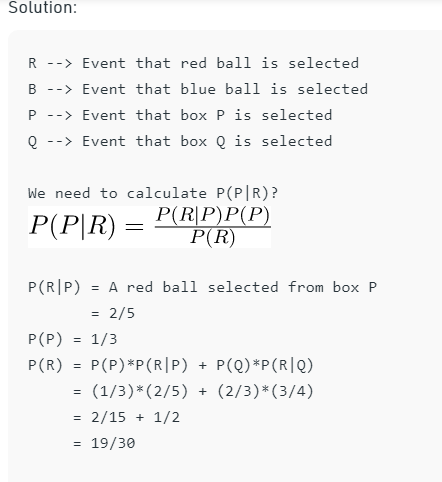 Solution:
R --> Event that red ball is selected
B --> Event that blue ball is selected
P --> Event that box P is selected
Q --> Event that box Q is selected
We need to calculate P(P|R)?
P(P|R) = P(R|P)P(P) / P(R)
P(R|P) = A red ball selected from box P
= 2/5
P(P) = 1/3
P(R) = P(P)*P(R|P) + P(Q)*P(R|Q)
= (1/3)*(2/5) + (2/3)*(3/4)
= 2/15 + 1/2
= 19/30